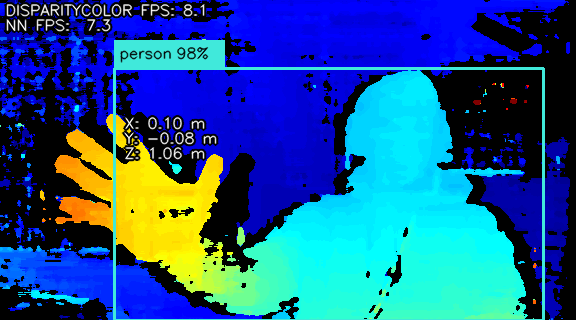 DISPARITYCOLOR FPS: 8.1
NN FPS:  7.3
person 98%
X: 0.10 m
Y: -0.08 m
Z: 1.06 m